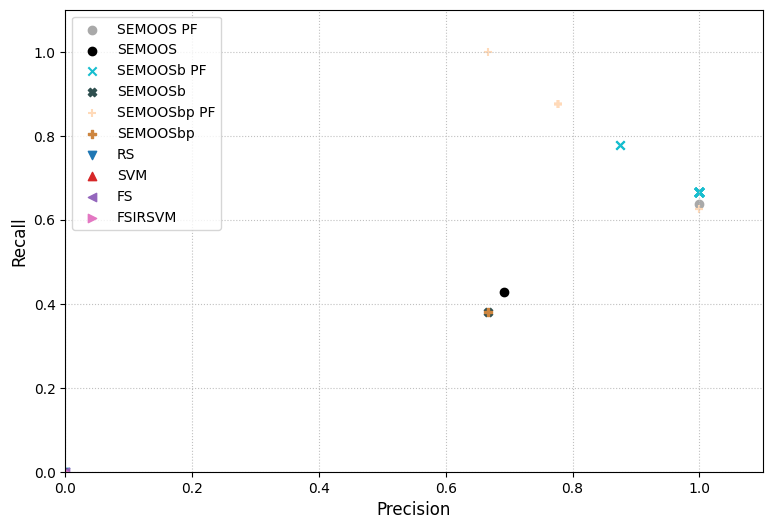 SEMOOS PF
SEMOOS
SEMOOSb PF
SEMOOSb
SEMOOSbp PF
SEMOOSbp
RS
SVM
FS
FSIRSVM
Recall
1.0
0.8
0.6
0.4
0.2
0.0
0.0 0.2 0.4 0.6 0.8 1.0
Precision